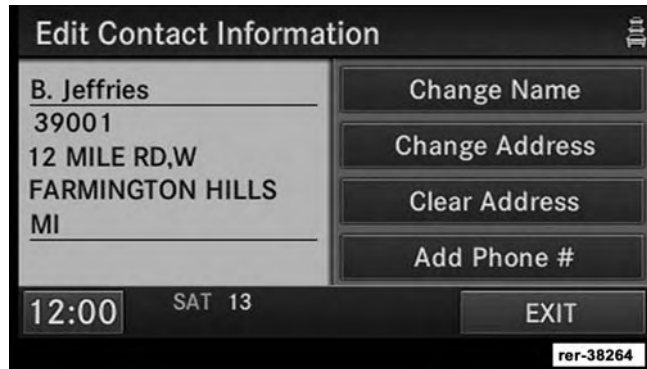 Edit Contact Information
B. Jeffries
39001
12 MILE RD,W
FARMINGTON HILLS
MI
Change Name
Change Address
Clear Address
Add Phone #
12:00
SAT 13
EXIT
rer-38264